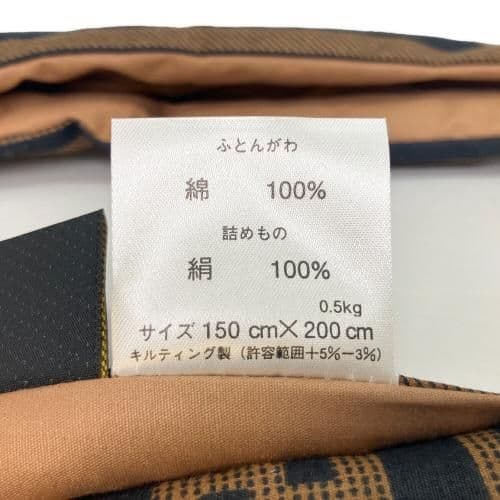 ふとんがわ
綿 100%
詰めもの
絹 100%
0.5kg
サイズ 150 cm×200 cm
キルティング製（許容範囲＋5%−3%）